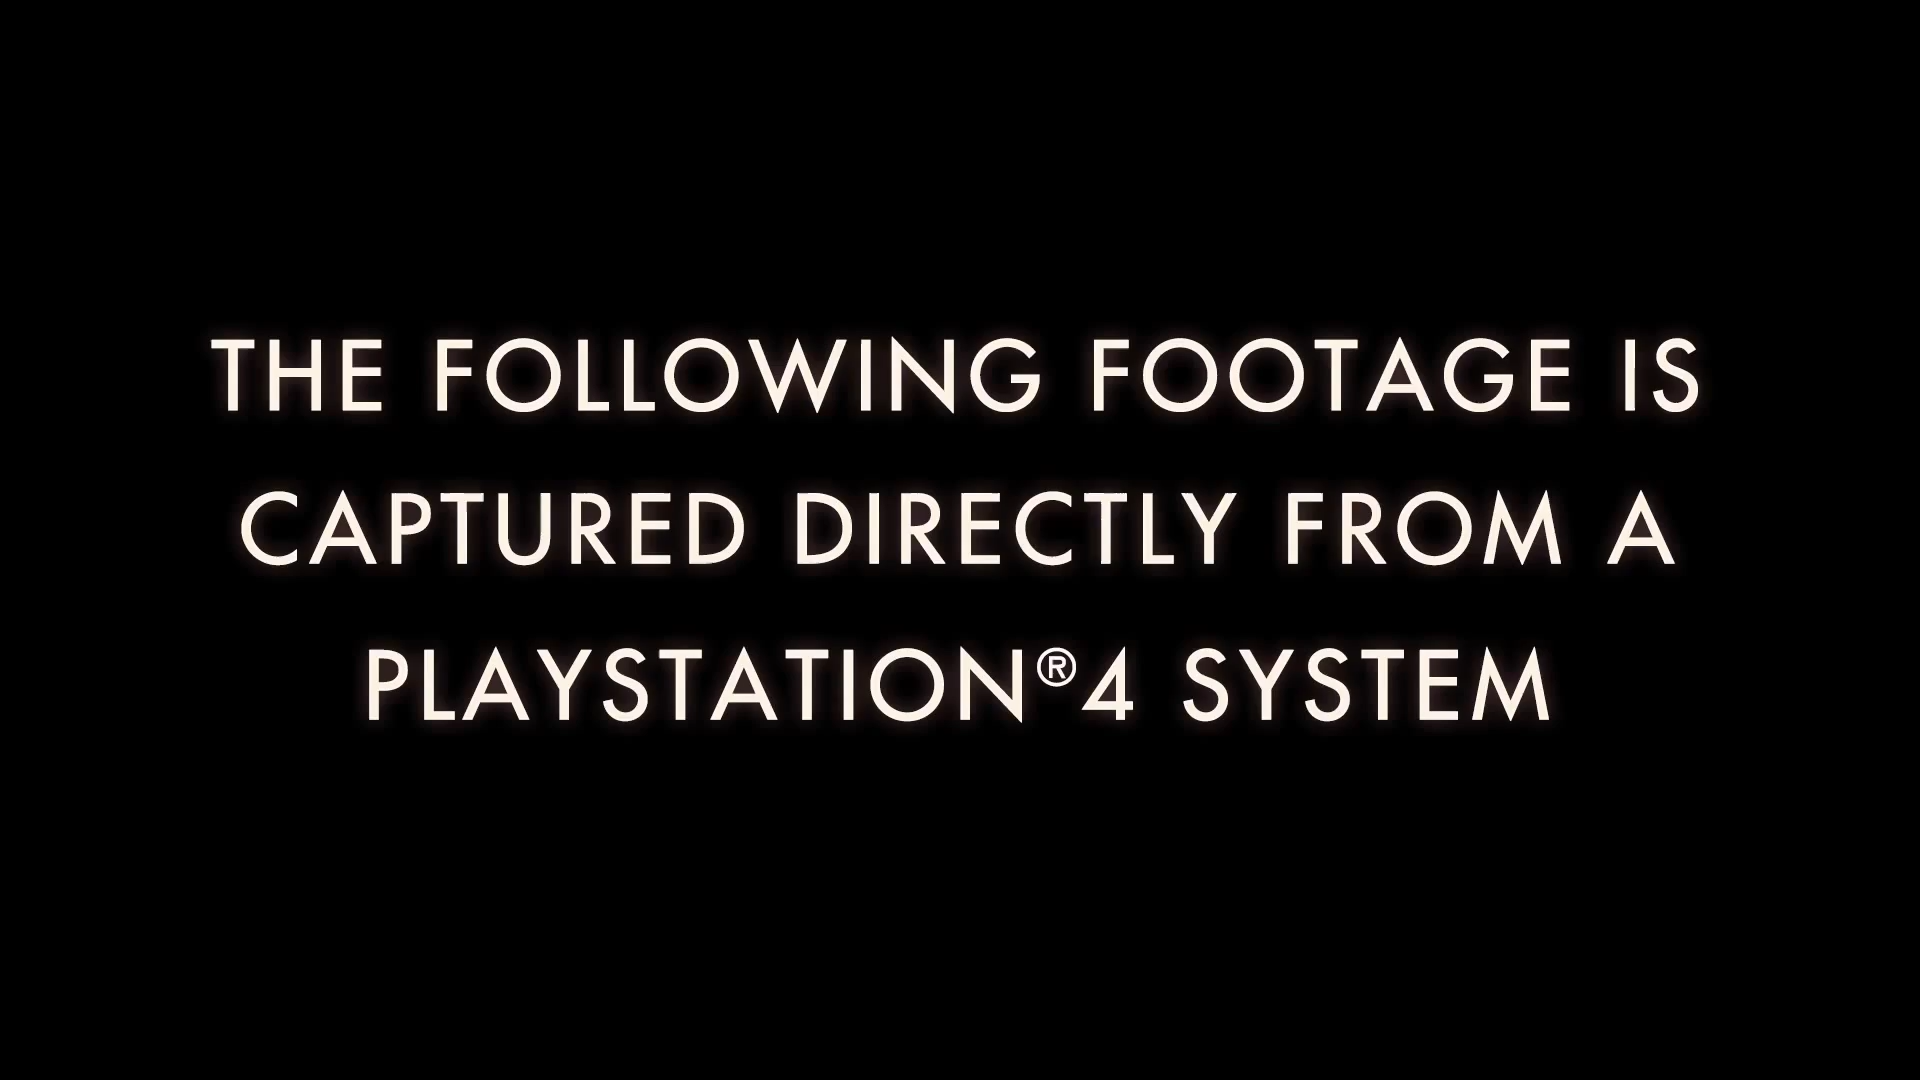 THE FOLLOWING FOOTAGE IS
CAPTURED DIRECTLY FROM A
PLAYSTATION®4 SYSTEM